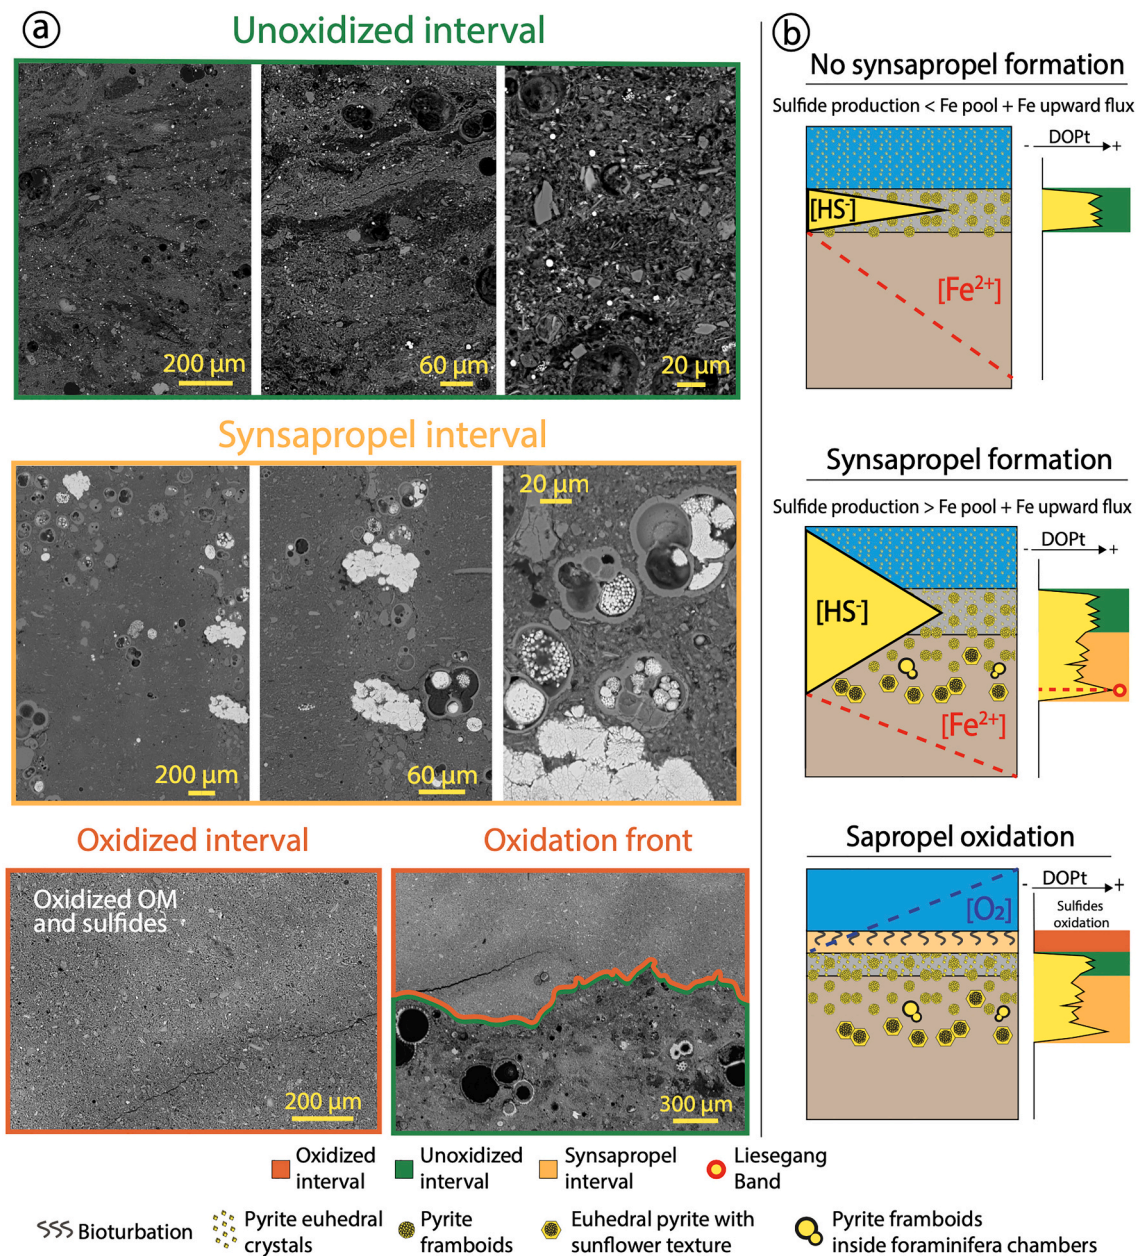 a
Unoxidized interval
200 µm
60 µm
20 µm
Synsapropel interval
200 µm
60 µm
20 µm
Oxidized interval
Oxidized OM
and sulfides
200 µm
Oxidation front
300 µm
b
No synsapropel formation
Sulfide production < Fe pool + Fe upward flux
- DOPt +
[HS-]
[Fe2+]
Synsapropel formation
Sulfide production > Fe pool + Fe upward flux
- DOPt +
[HS-]
[Fe2+]
Sapropel oxidation
- DOPt +
[O2]
Sulfides
oxidation
Oxidized
interval
Unoxidized
interval
Synsapropel
interval
Liesegang
Band
Bioturbation
Pyrite euhedral
crystals
Pyrite
framboids
Euhedral pyrite with
sunflower texture
Pyrite framboids
inside foraminifera chambers